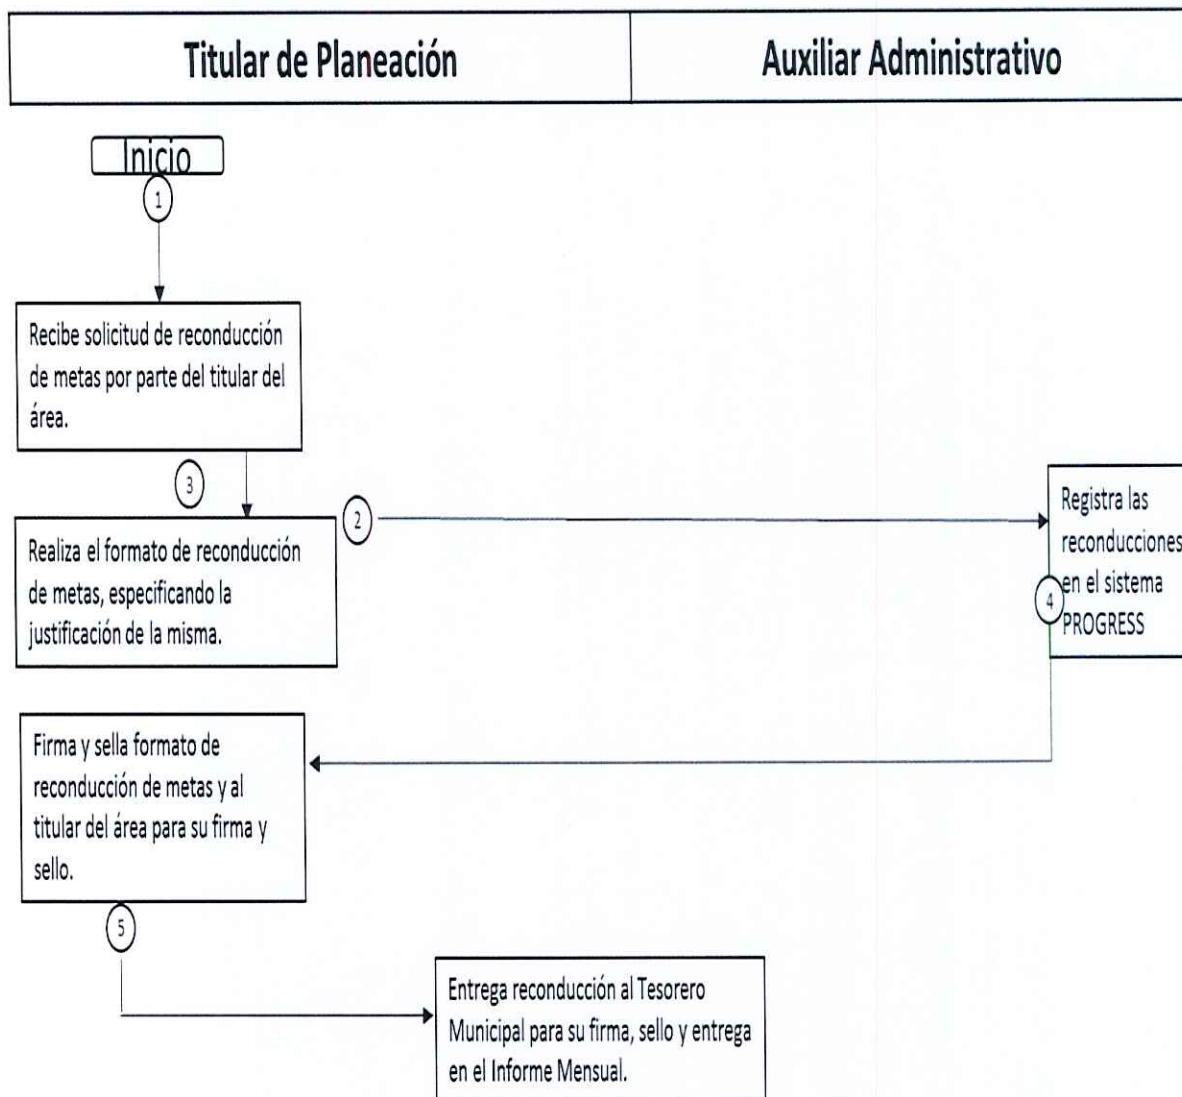 Titular de Planeación
Auxiliar Administrativo
Inicio
1
Recibe solicitud de reconducción
de metas por parte del titular del
área.
3
2
Realiza el formato de reconducción
de metas, especificando la
justificación de la misma.
Registra las
reconducciones
en el sistema
4
PROGRESS
Firma y sella formato de
reconducción de metas y al
titular del área para su firma y
sello.
5
Entrega reconducción al Tesorero
Municipal para su firma, sello y entrega
en el Informe Mensual.